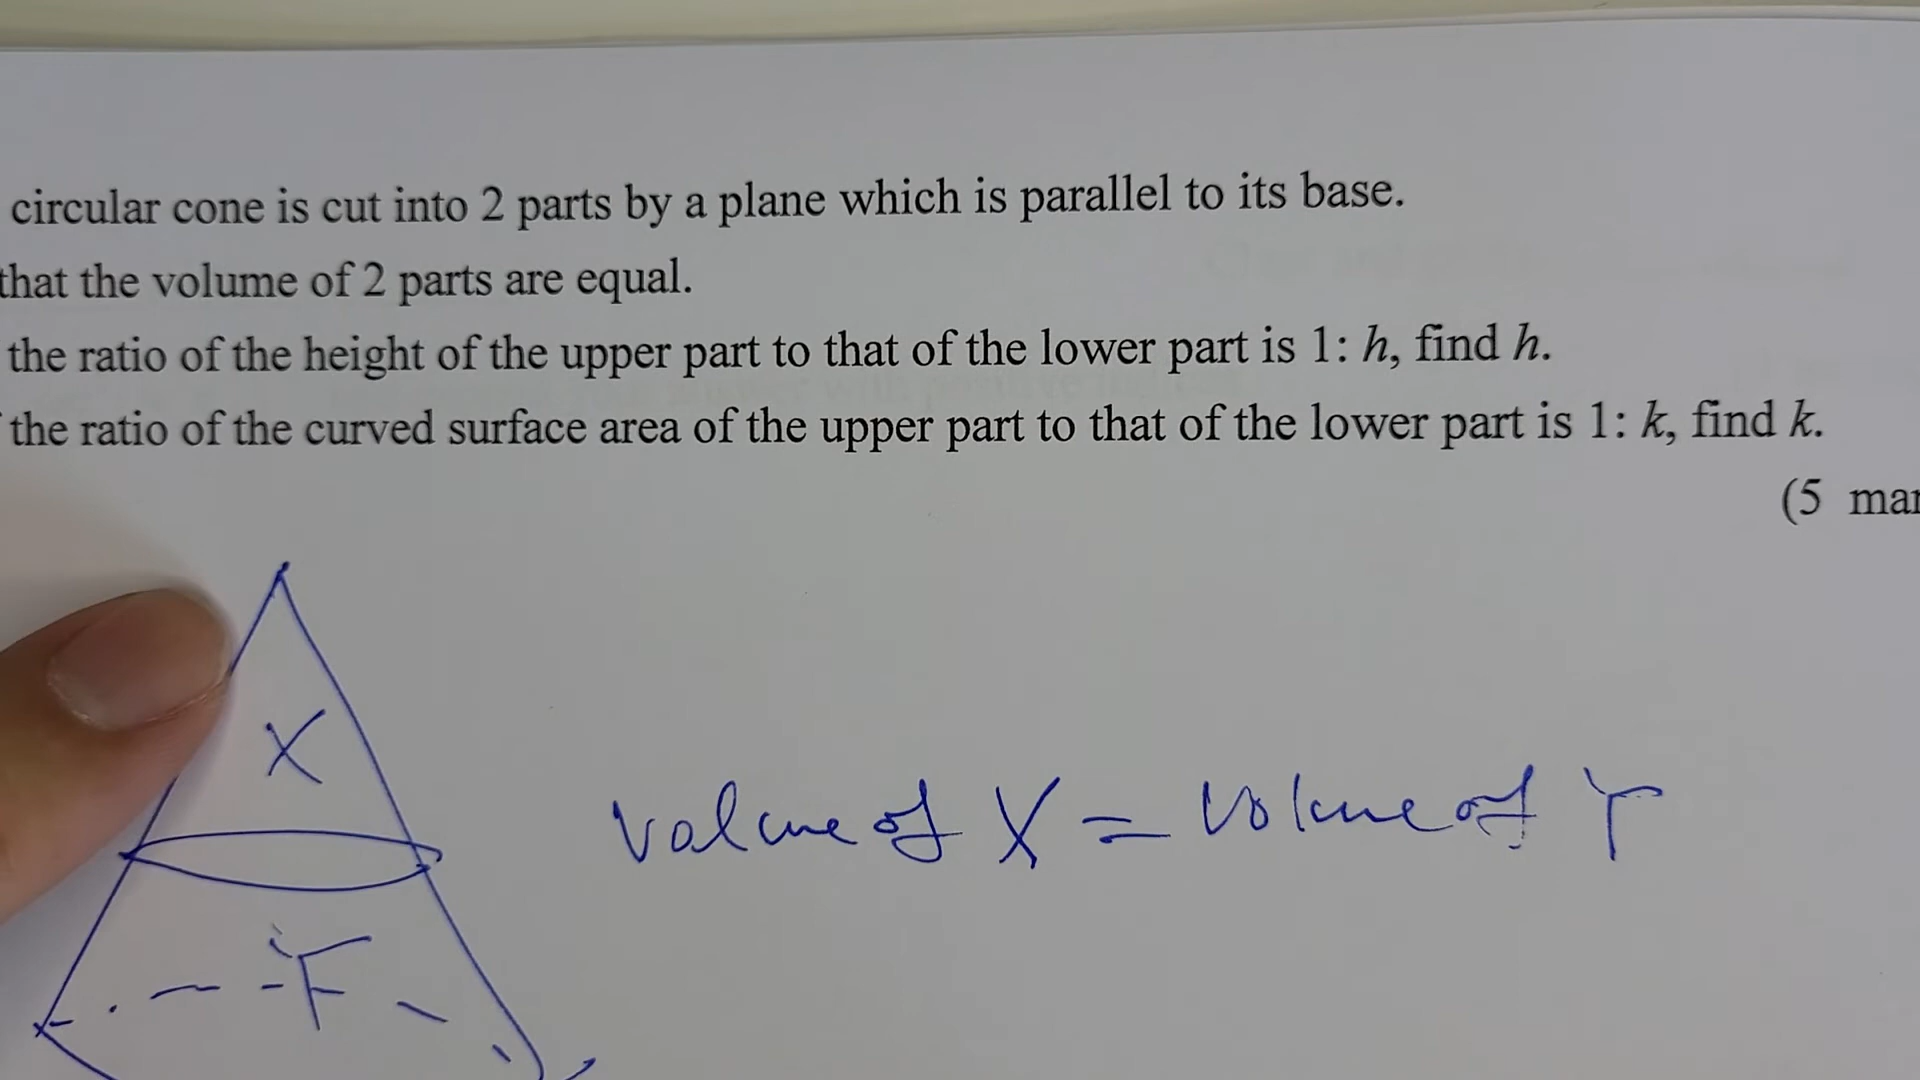 circular cone is cut into 2 parts by a plane which is parallel to its base.
that the volume of 2 parts are equal.
the ratio of the height of the upper part to that of the lower part is 1: h, find h.
the ratio of the curved surface area of the upper part to that of the lower part is 1: k, find k.
(5 mar
X
volume of X = volume of Y
Y